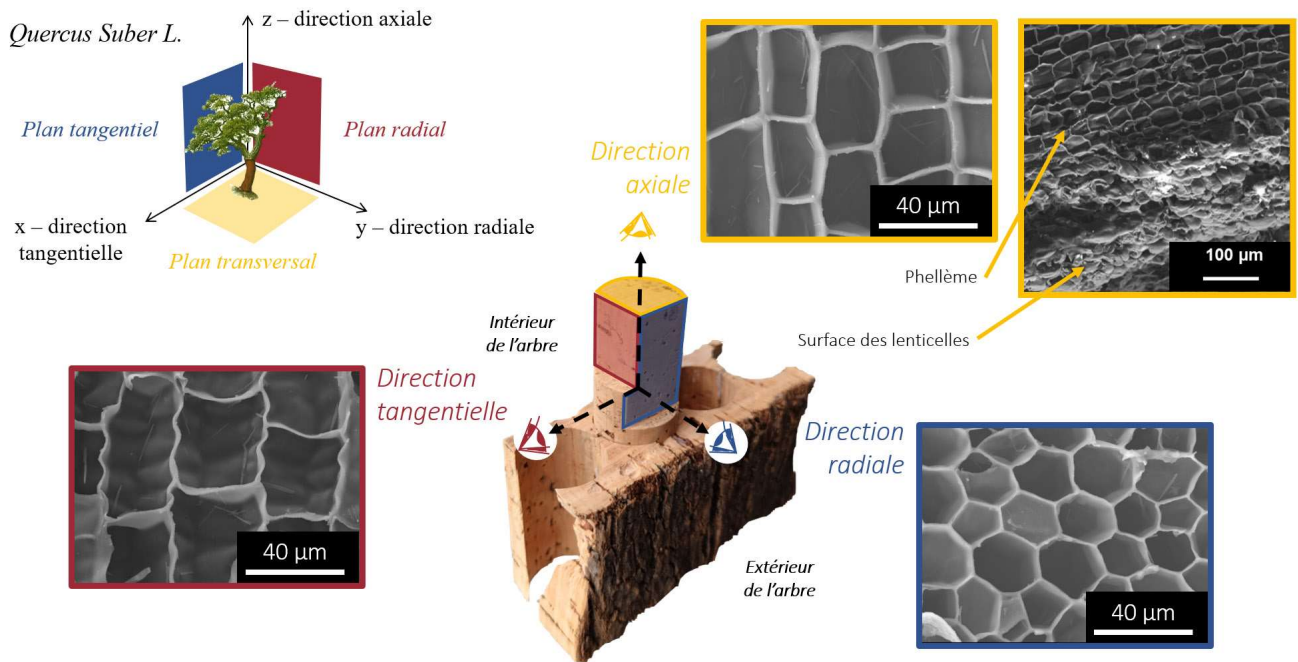 Quercus Suber L.
z – direction axiale
Plan tangentiel
Plan radial
x – direction
tangentielle
y – direction radiale
Plan transversal
Direction
axiale
40 µm
100 µm
Phellème
Surface des lenticelles
Intérieur
de l’arbre
Direction
tangentielle
40 µm
Direction
radiale
Extérieur
de l’arbre
40 µm